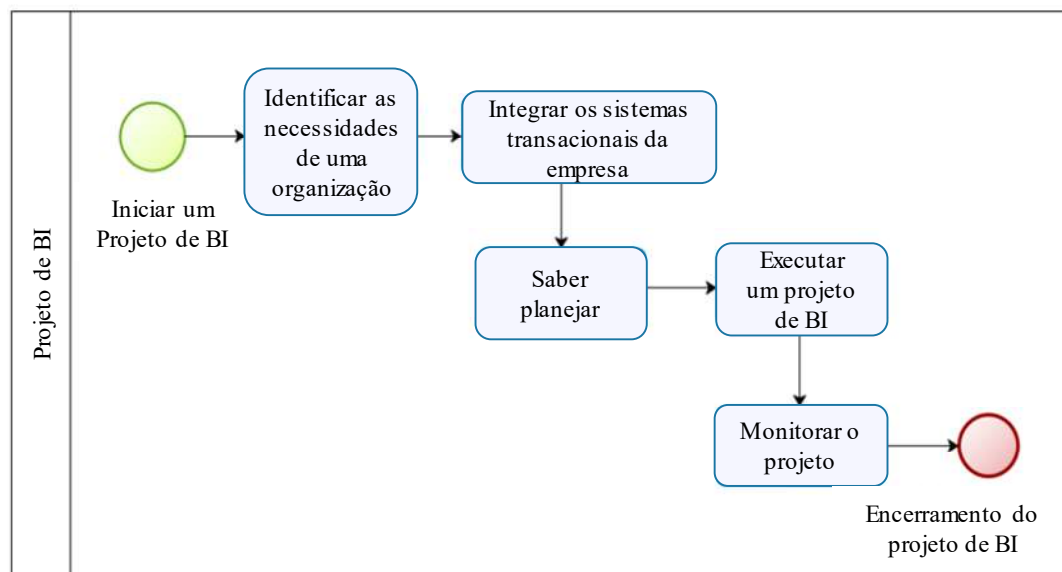 Projeto de BI
Iniciar um
Projeto de BI
Identificar as
necessidades
de uma
organização
Integrar os sistemas
transacionais da
empresa
Saber
planejar
Executar
um projeto
de BI
Monitorar o
projeto
Encerramento do
projeto de BI